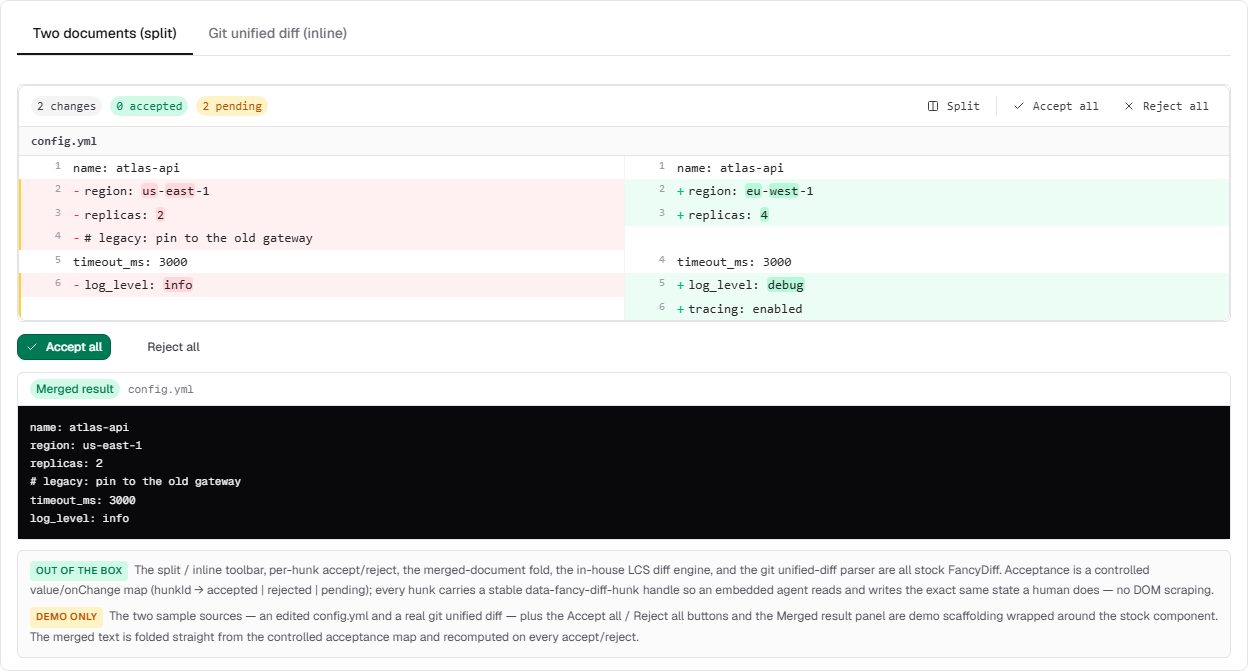 Two documents (split) Git unified diff (inline)
2 changes 0 accepted 2 pending Split Accept all Reject all
config.yml
1 name: atlas-api 1 name: atlas-api
2 - region: us-east-1 2 + region: eu-west-1
3 - replicas: 2 3 + replicas: 4
4 - # legacy: pin to the old gateway
5 timeout_ms: 3000 4 timeout_ms: 3000
6 - log_level: info 5 + log_level: debug
6 + tracing: enabled
Accept all Reject all
Merged result config.yml
name: atlas-api
region: us-east-1
replicas: 2
# legacy: pin to the old gateway
timeout_ms: 3000
log_level: info
OUT OF THE BOX The split / inline toolbar, per-hunk accept/reject, the merged-document fold, the in-house LCS diff engine, and the git unified-diff parser are all stock FancyDiff. Acceptance is a controlled
value/onChange map (hunkId → accepted | rejected | pending); every hunk carries a stable data-fancy-diff-hunk handle so an embedded agent reads and writes the exact same state a human does — no DOM scraping.
DEMO ONLY The two sample sources — an edited config.yml and a real git unified diff — plus the Accept all / Reject all buttons and the Merged result panel are demo scaffolding wrapped around the stock component.
The merged text is folded straight from the controlled acceptance map and recomputed on every accept/reject.